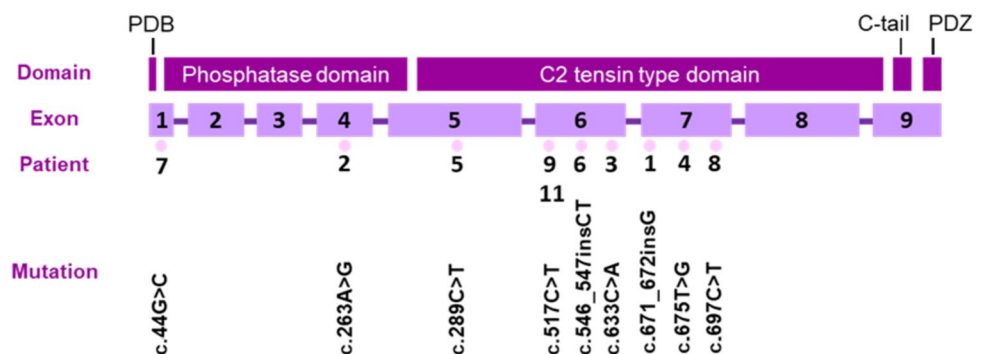 PDB C-tail PDZ
Domain Phosphatase domain C2 tensin type domain
Exon 1 2 3 4 5 6 7 8 9
Patient 7 2 5 9 6 3 1 4 8
11
Mutation c.44G>C c.263A>G c.289C>T c.517C>T c.546_547insCT c.633C>A c.671_672insG c.675T>G c.697C>T